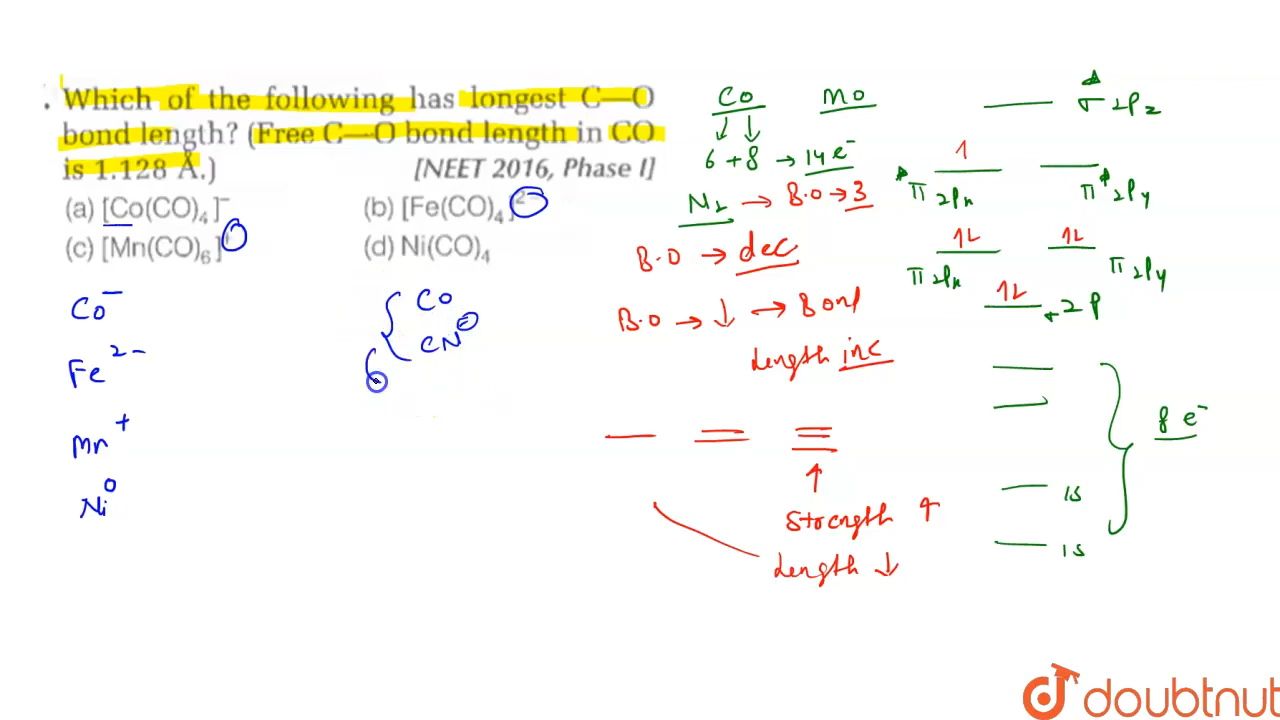 . Which of the following has longest C—O
bond length? (Free C—O bond length in CO
is 1.128 Å.) [NEET 2016, Phase I]
(a) [Co(CO)₄]⁻ (b) [Fe(CO)₄]²⁻
(c) [Mn(CO)₆]⁺ (d) Ni(CO)₄
Co⁻
Fe²⁻
Mn⁺
Ni⁰
CO
CN⊖
CO MO
6 + 8 → 14 e⁻
N₂ → B.O → 3
B.O → dec
B.O → ↓ → Bond
Length inc
Strength ↑
Length ↓
σ* 2Pz
π* 2Px π* 2Py
π 2Px π 2Py
σ 2P
8 e⁻
1s
1s
doubtnut